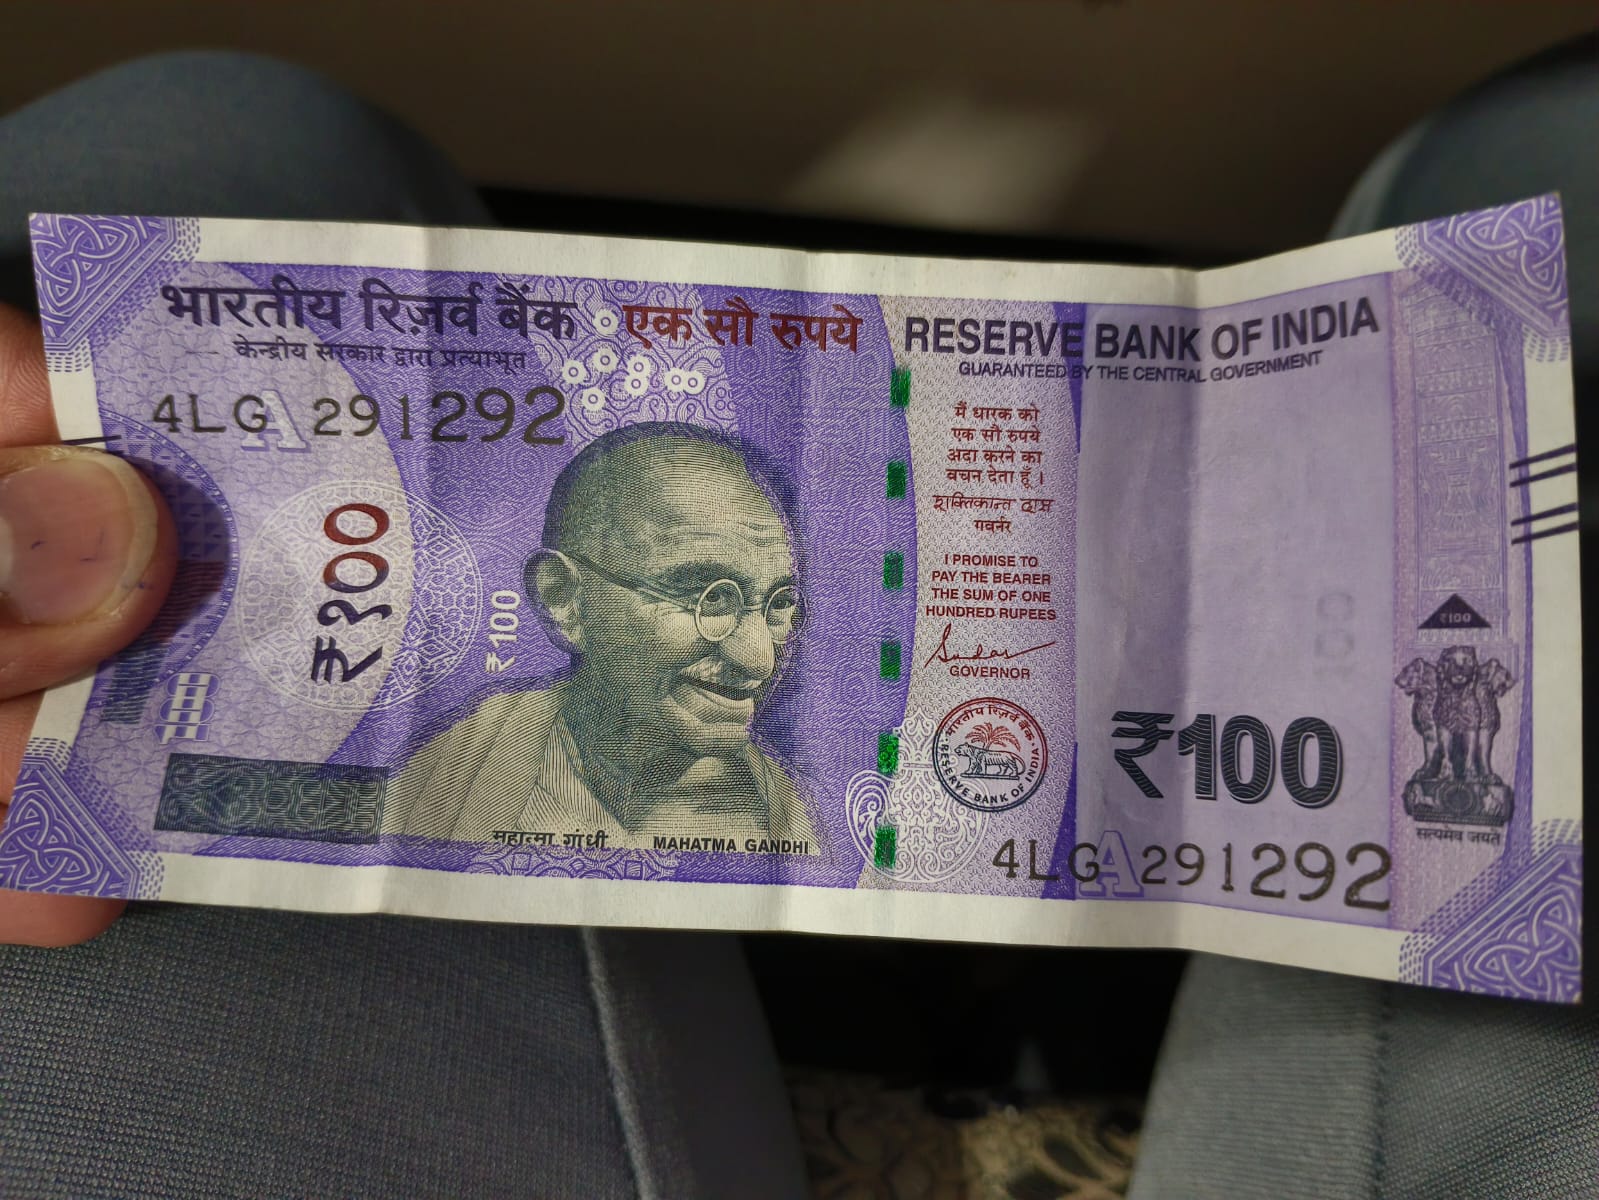 भारतीय रिज़र्व बैंक
केन्द्रीय सरकार द्वारा प्रत्याभूत
एक सौ रुपये
RESERVE BANK OF INDIA
GUARANTEED BY THE CENTRAL GOVERNMENT
4LG A 291292
₹१००
₹100
मैं धारक को
एक सौ रुपये
अदा करने का
वचन देता हूँ।
शक्तिकान्त दास
गवर्नर
I PROMISE TO
PAY THE BEARER
THE SUM OF ONE
HUNDRED RUPEES
GOVERNOR
भारतीय रिज़र्व बैंक
RESERVE BANK OF INDIA
₹100
₹100
सत्यमेव जयते
महात्मा गांधी
MAHATMA GANDHI
4LG A 291292